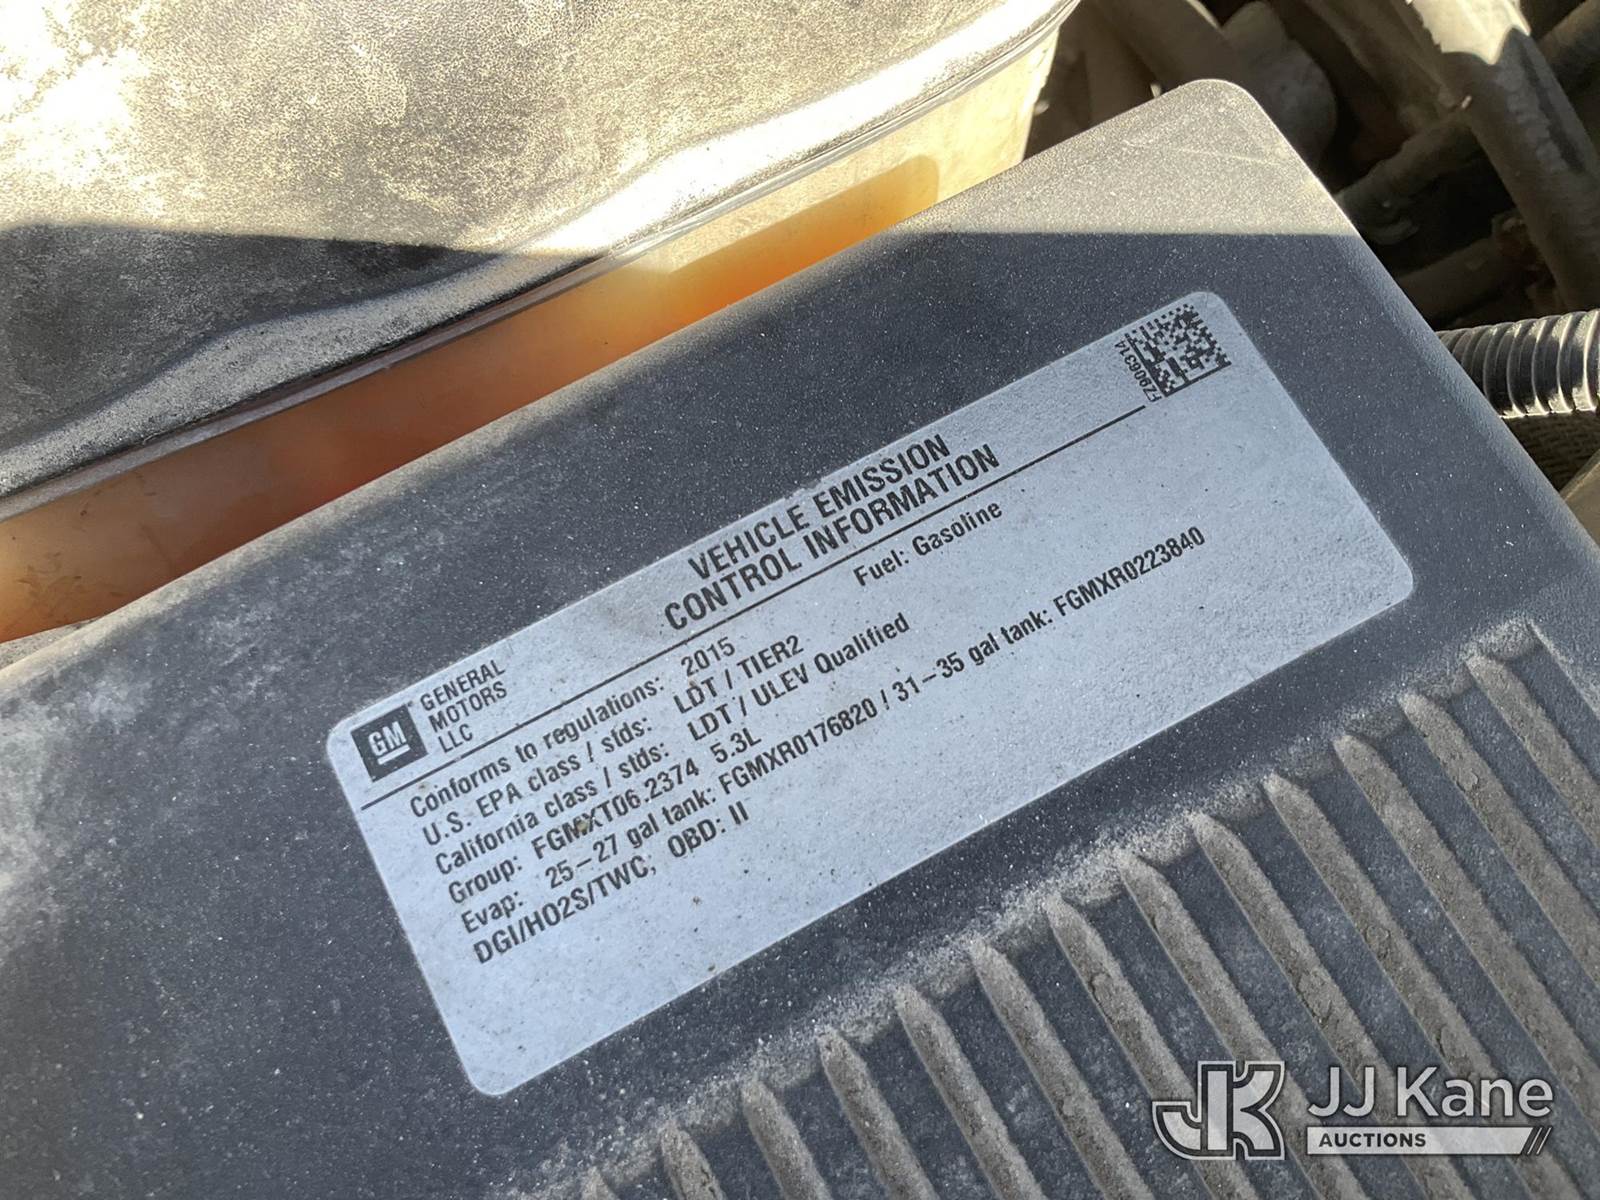 GM
GENERAL
MOTORS
LLC
VEHICLE EMISSION
CONTROL INFORMATION
FZ906314
Conforms to regulations: 2015 Fuel: Gasoline
U.S. EPA class / stds: LDT / TIER2
California class / stds: LDT / ULEV Qualified
Group: FGMXT06.2374 5.3L
Evap: 25–27 gal tank: FGMXR0176820 / 31–35 gal tank: FGMXR0223840
DGI/HO2S/TWC; OBD: II
JK
JJ Kane
AUCTIONS